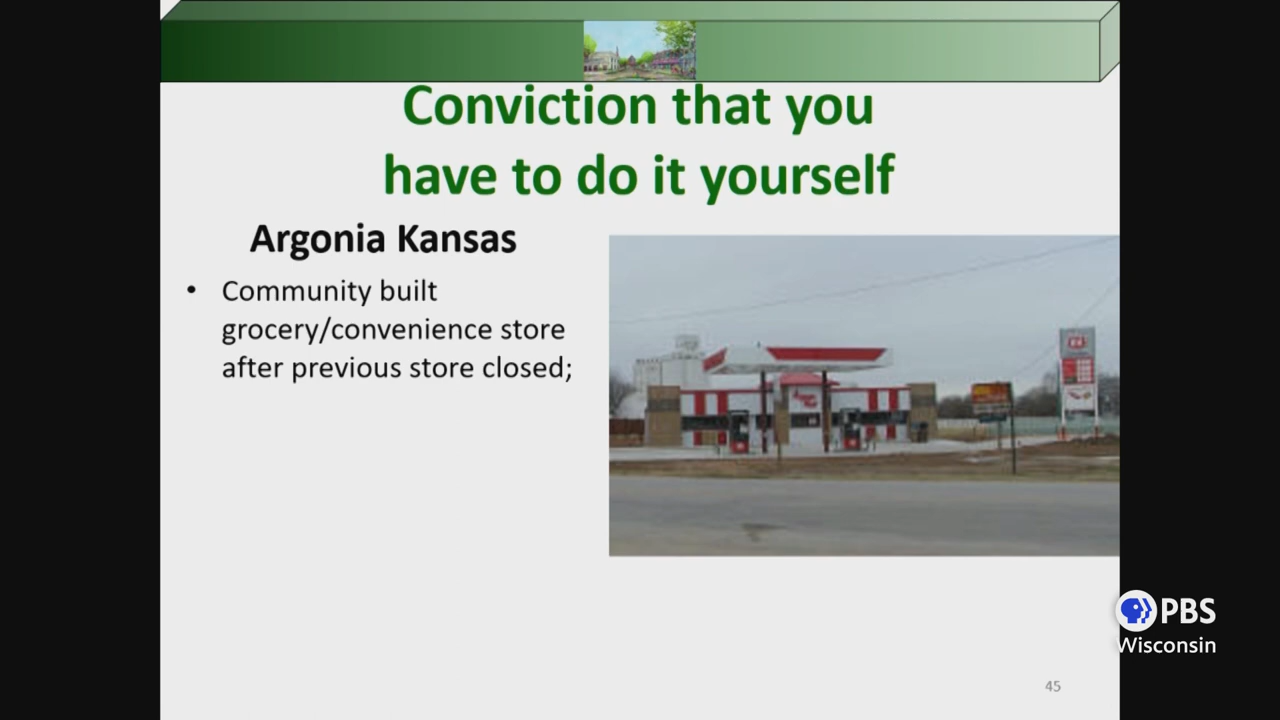 Conviction that you
have to do it yourself
Argonia Kansas
• Community built
grocery/convenience store
after previous store closed;
PBS
Wisconsin
45